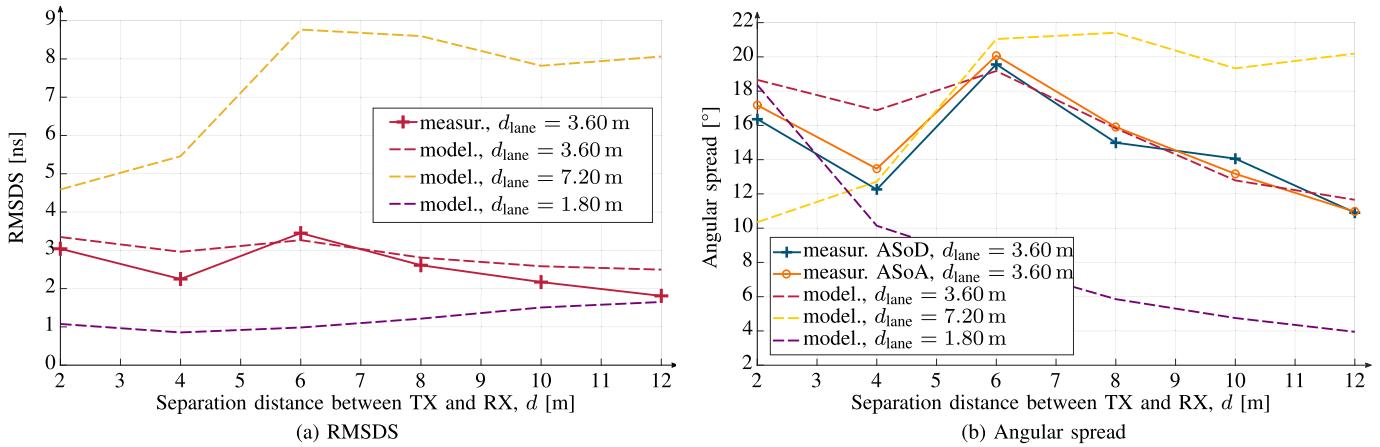 9
8
7
6
5
4
3
2
1
0
RMSDS [ns]
measur., d_lane = 3.60 m
model., d_lane = 3.60 m
model., d_lane = 7.20 m
model., d_lane = 1.80 m
2 3 4 5 6 7 8 9 10 11 12
Separation distance between TX and RX, d [m]
(a) RMSDS
22
20
18
16
14
12
10
8
6
4
2
Angular spread [°]
measur. ASoD, d_lane = 3.60 m
measur. ASoA, d_lane = 3.60 m
model., d_lane = 3.60 m
model., d_lane = 7.20 m
model., d_lane = 1.80 m
2 3 4 5 6 7 8 9 10 11 12
Separation distance between TX and RX, d [m]
(b) Angular spread